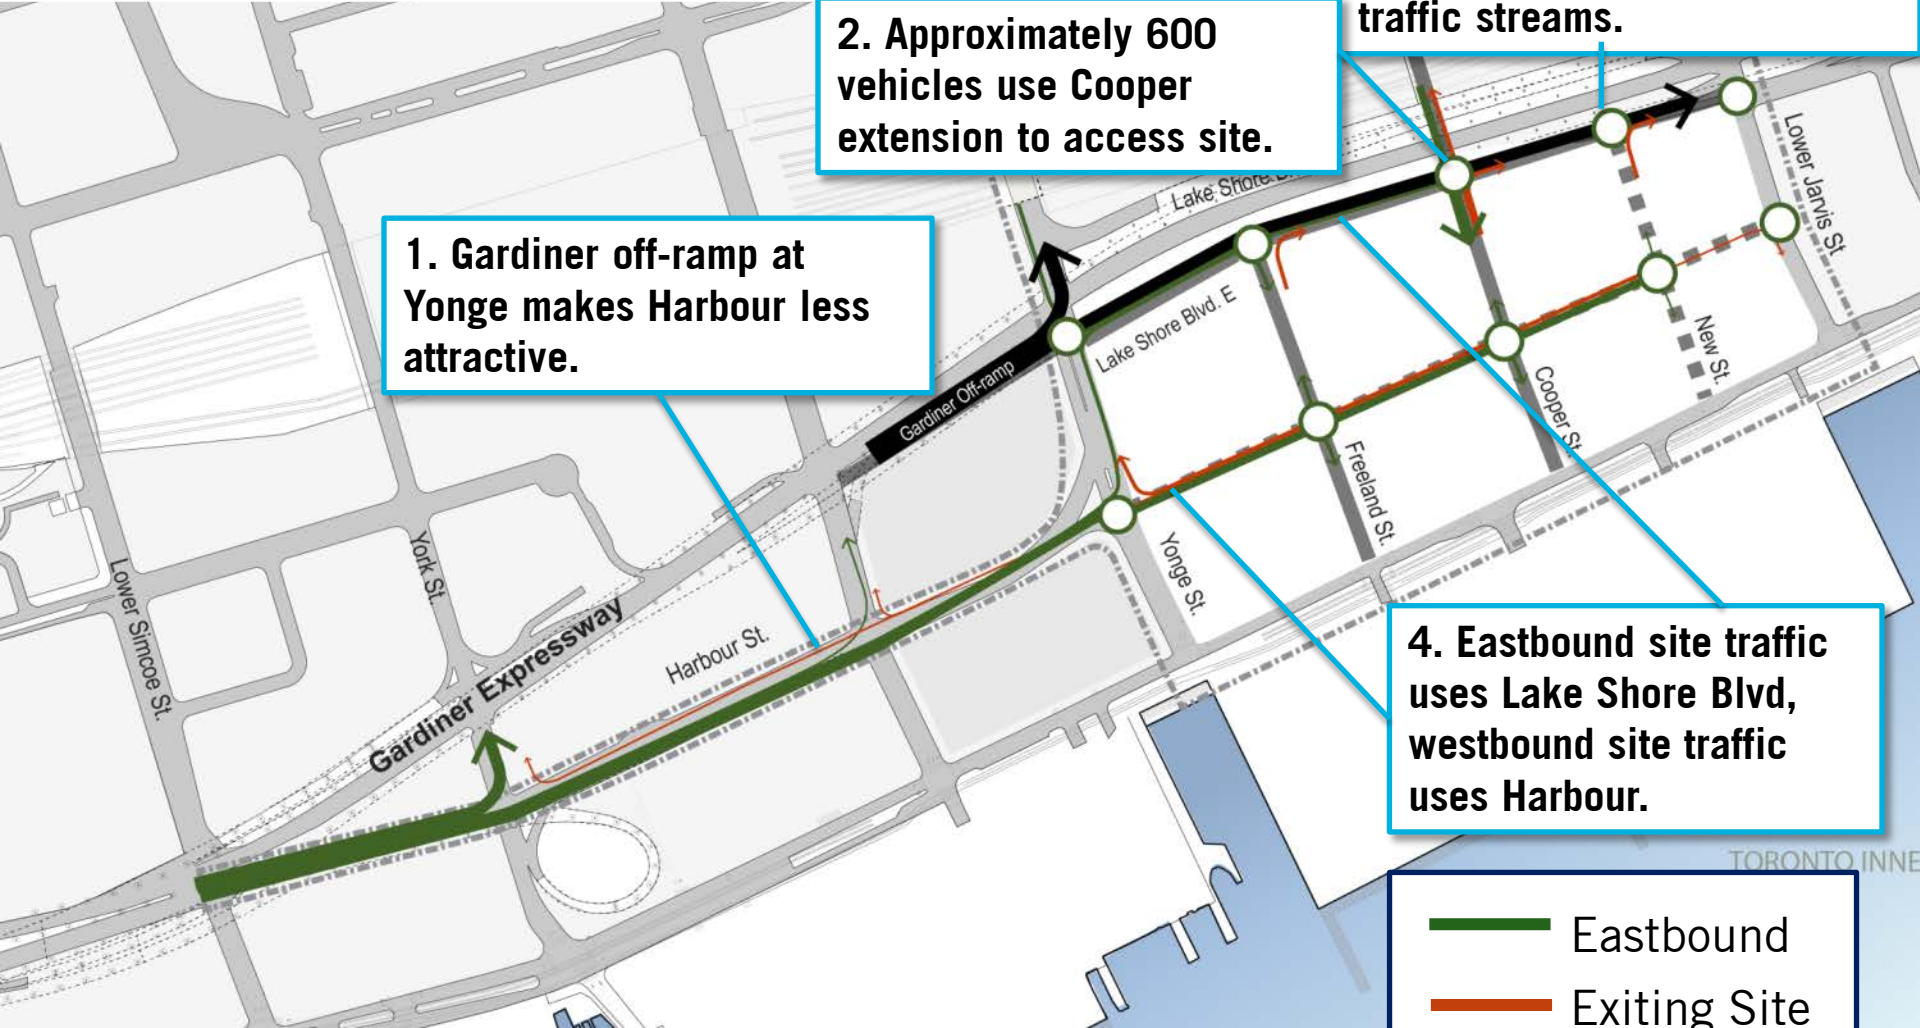 traffic streams.
2. Approximately 600
vehicles use Cooper
extension to access site.
Lake Shore
1. Gardiner off-ramp at
Yonge makes Harbour less
attractive.
Lower Jarvis St
Lake Shore Blvd. E
Gardiner Off-ramp
New St.
Cooper St.
Freeland St.
Yonge St.
York St.
Lower Simcoe St.
Gardiner Expressway
Harbour St.
4. Eastbound site traffic
uses Lake Shore Blvd,
westbound site traffic
uses Harbour.
TORONTO INNE
Eastbound
Exiting Site